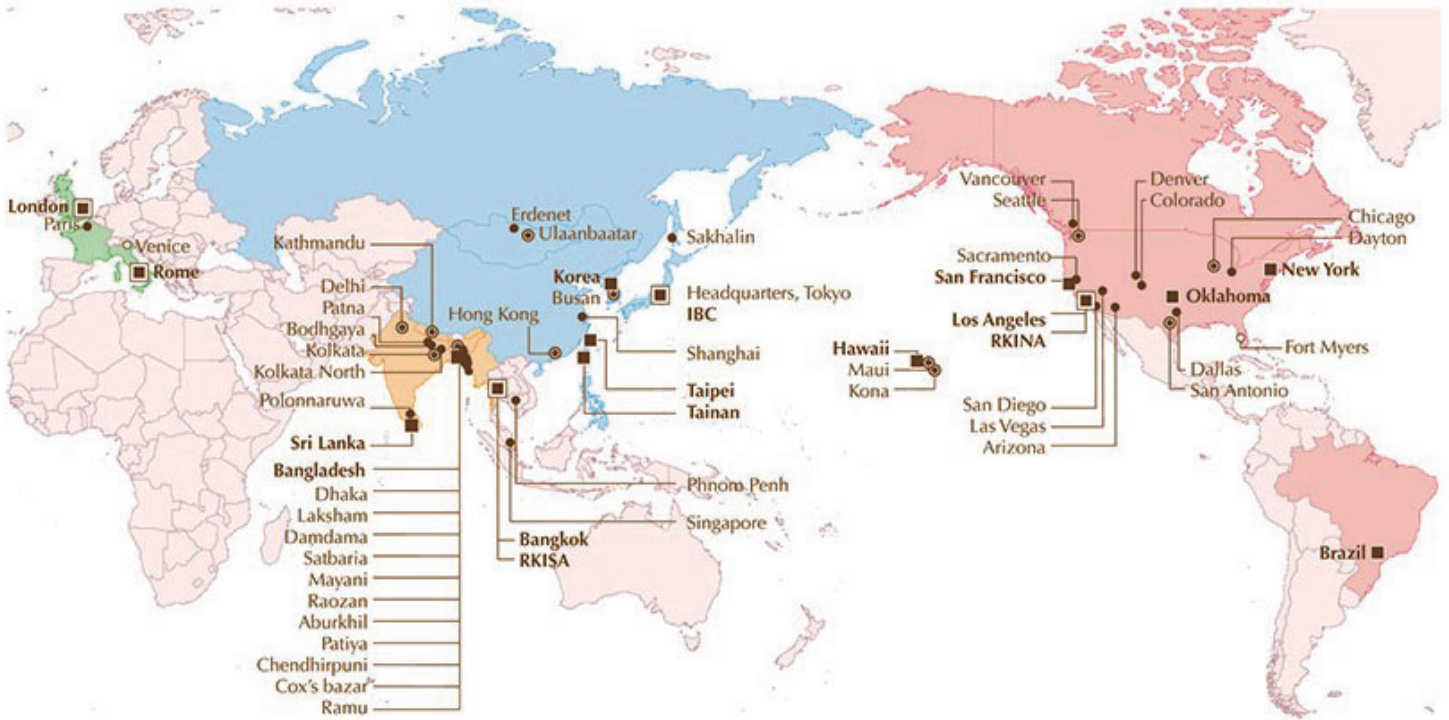 London
Paris
Venice
Rome
Kathmandu
Delhi
Patna
Bodhgaya
Kolkata
Kolkata North
Polonnaruwa
Sri Lanka
Bangladesh
Dhaka
Laksham
Damdama
Satbaria
Mayani
Raozan
Aburkhil
Patiya
Chendhirpuni
Cox's bazar
Ramu
Erdenet
Ulaanbaatar
Sakhalin
Korea
Busan
Headquarters, Tokyo
IBC
Hong Kong
Shanghai
Taipei
Tainan
Phnom Penh
Singapore
Bangkok
RKISA
Vancouver
Seattle
Denver
Colorado
Chicago
Dayton
Sacramento
San Francisco
New York
Oklahoma
Los Angeles
RKINA
Hawaii
Maui
Kona
Fort Myers
Dallas
San Antonio
San Diego
Las Vegas
Arizona
Brazil